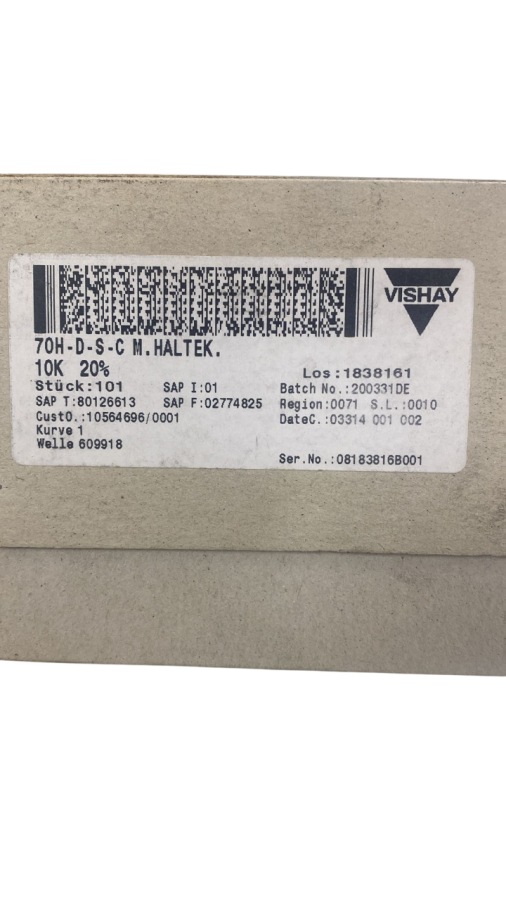 VISHAY
70H-D-S-C M.HALTEK.
10K 20%
Los:1838161
Stück:101 SAP I:01 Batch No.:200331DE
SAP T:80126613 SAP F:02774825 Region:0071 S.L.:0010
CustO.:10564696/0001 DateC.:03314 001 002
Kurve 1
Welle 609918
Ser.No.:08183816B001